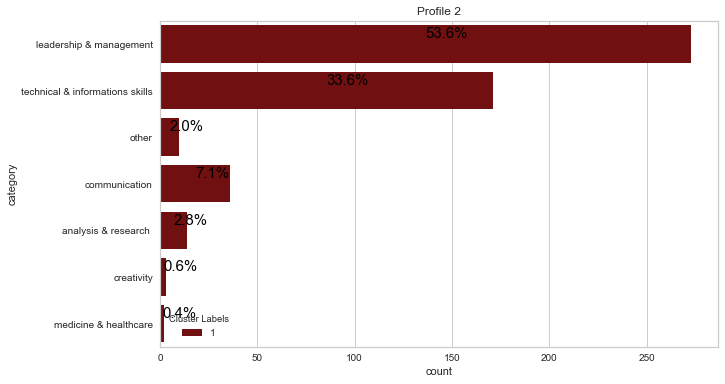 Profile 2
leadership & management
53.6%
technical & informations skills
33.6%
other
2.0%
communication
7.1%
analysis & research
2.8%
creativity
0.6%
medicine & healthcare
0.4%
category
Cluster Labels
1
0 50 100 150 200 250
count